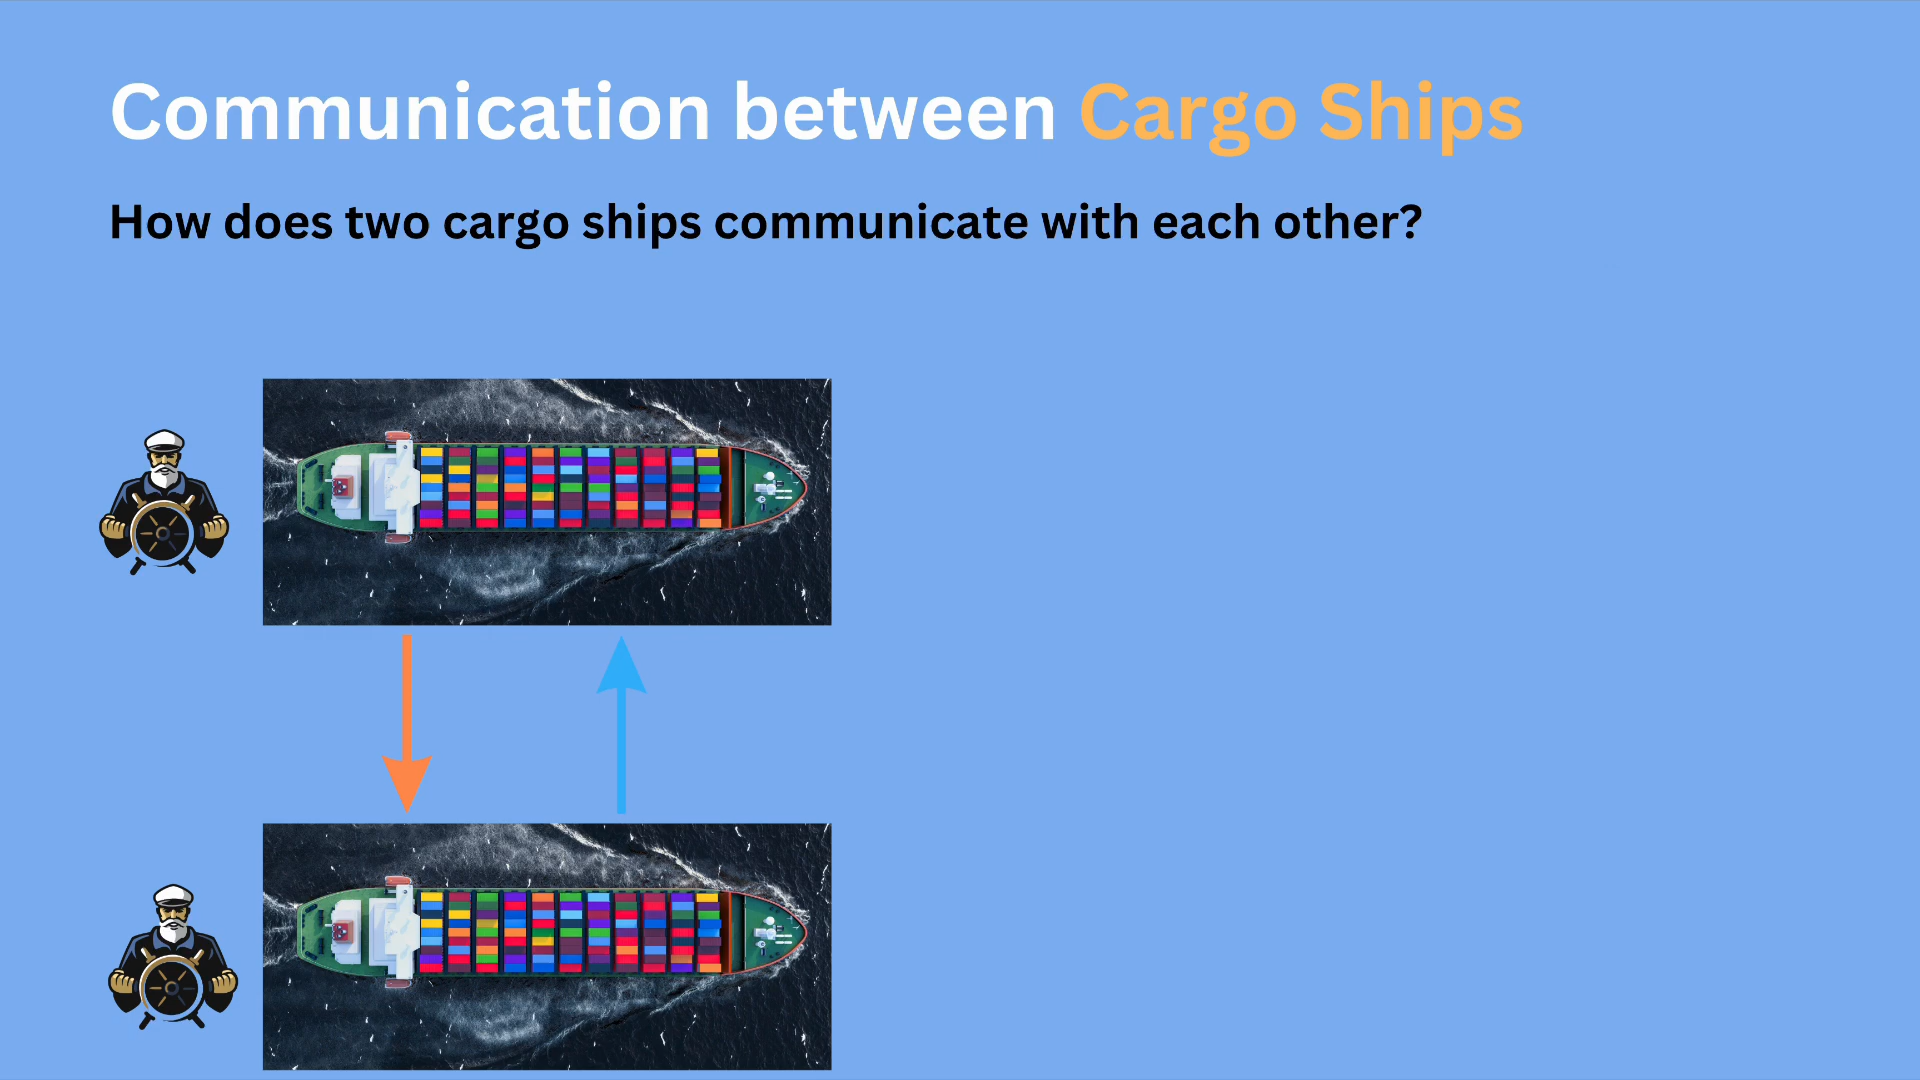 Communication between Cargo Ships
How does two cargo ships communicate with each other?